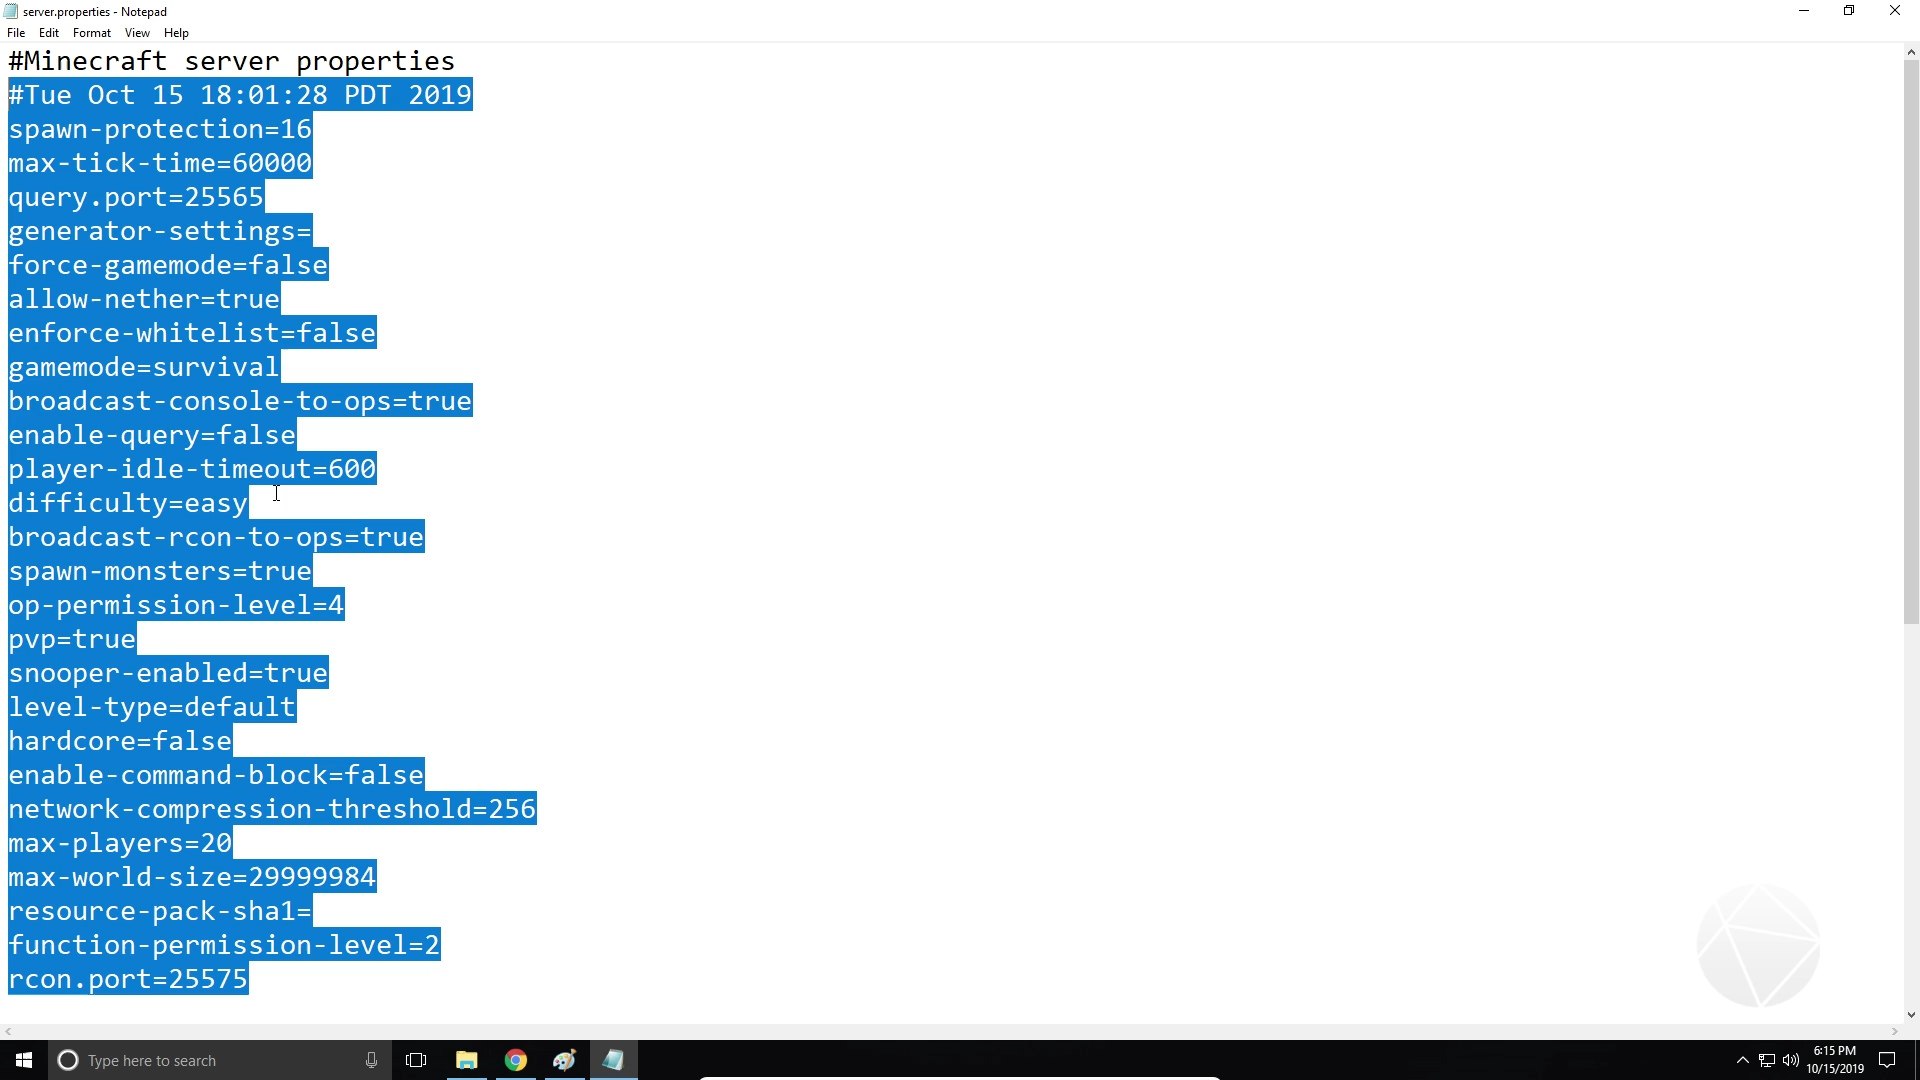 server.properties - Notepad
File Edit Format View Help
#Minecraft server properties
#Tue Oct 15 18:01:28 PDT 2019
spawn-protection=16
max-tick-time=60000
query.port=25565
generator-settings=
force-gamemode=false
allow-nether=true
enforce-whitelist=false
gamemode=survival
broadcast-console-to-ops=true
enable-query=false
player-idle-timeout=600
difficulty=easy
broadcast-rcon-to-ops=true
spawn-monsters=true
op-permission-level=4
pvp=true
snooper-enabled=true
level-type=default
hardcore=false
enable-command-block=false
network-compression-threshold=256
max-players=20
max-world-size=29999984
resource-pack-sha1=
function-permission-level=2
rcon.port=25575
Type here to search
6:15 PM
10/15/2019